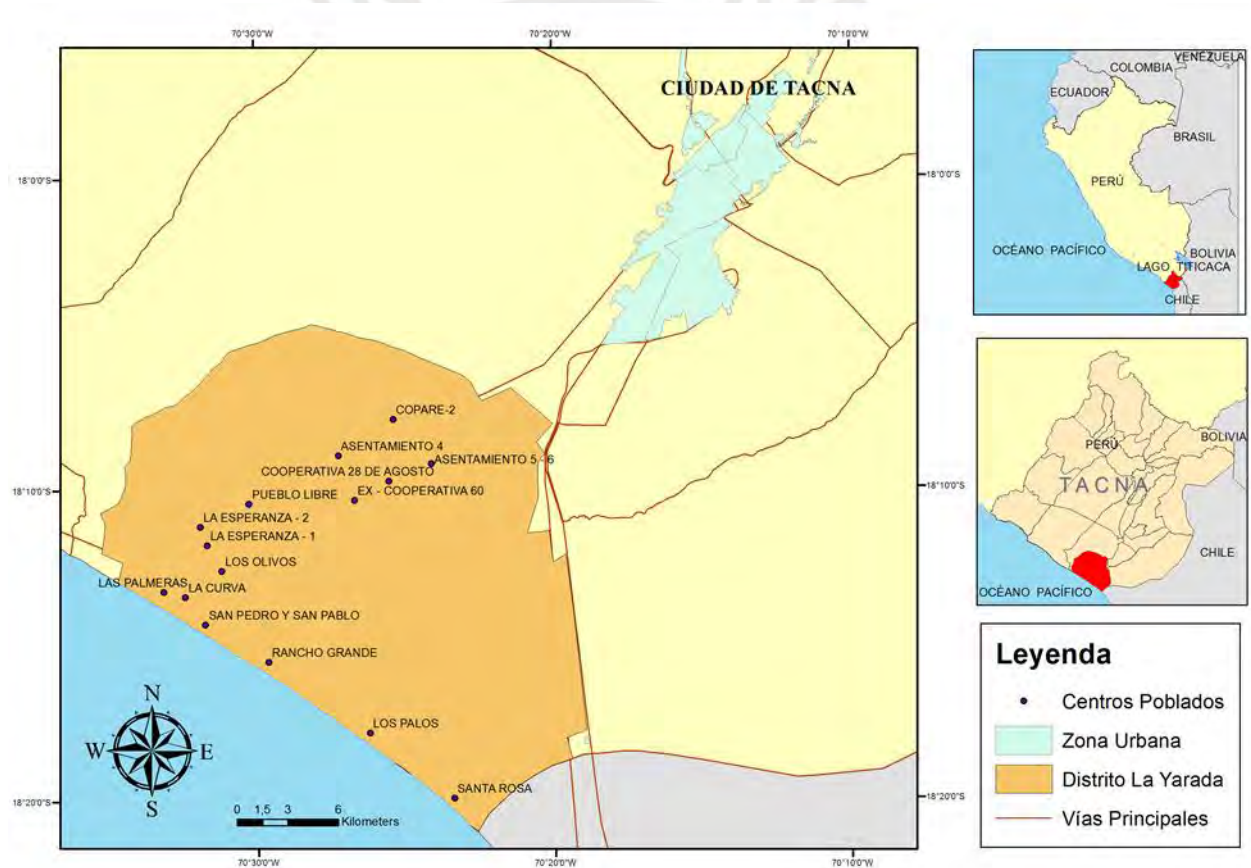 70°30'0"W
70°20'0"W
70°10'0"W
CIUDAD DE TACNA
18°0'0"S
18°0'0"S
COPARE-2
ASENTAMIENTO 4
ASENTAMIENTO 5 - 6
COOPERATIVA 28 DE AGOSTO
EX - COOPERATIVA 60
18°10'0"S
18°10'0"S
PUEBLO LIBRE
LA ESPERANZA - 2
LA ESPERANZA - 1
LOS OLIVOS
LAS PALMERAS
LA CURVA
SAN PEDRO Y SAN PABLO
RANCHO GRANDE
LOS PALOS
SANTA ROSA
N
W
E
S
0 1,5 3 6
Kilometers
18°20'0"S
18°20'0"S
70°30'0"W
70°20'0"W
70°10'0"W
VENEZUELA
COLOMBIA
ECUADOR
BRASIL
PERÚ
OCÉANO PACÍFICO
BOLIVIA
LAGO TITICACA
CHILE
PERÚ
BOLIVIA
TACNA
CHILE
OCÉANO PACÍFICO
Leyenda
Centros Poblados
Zona Urbana
Distrito La Yarada
Vías Principales